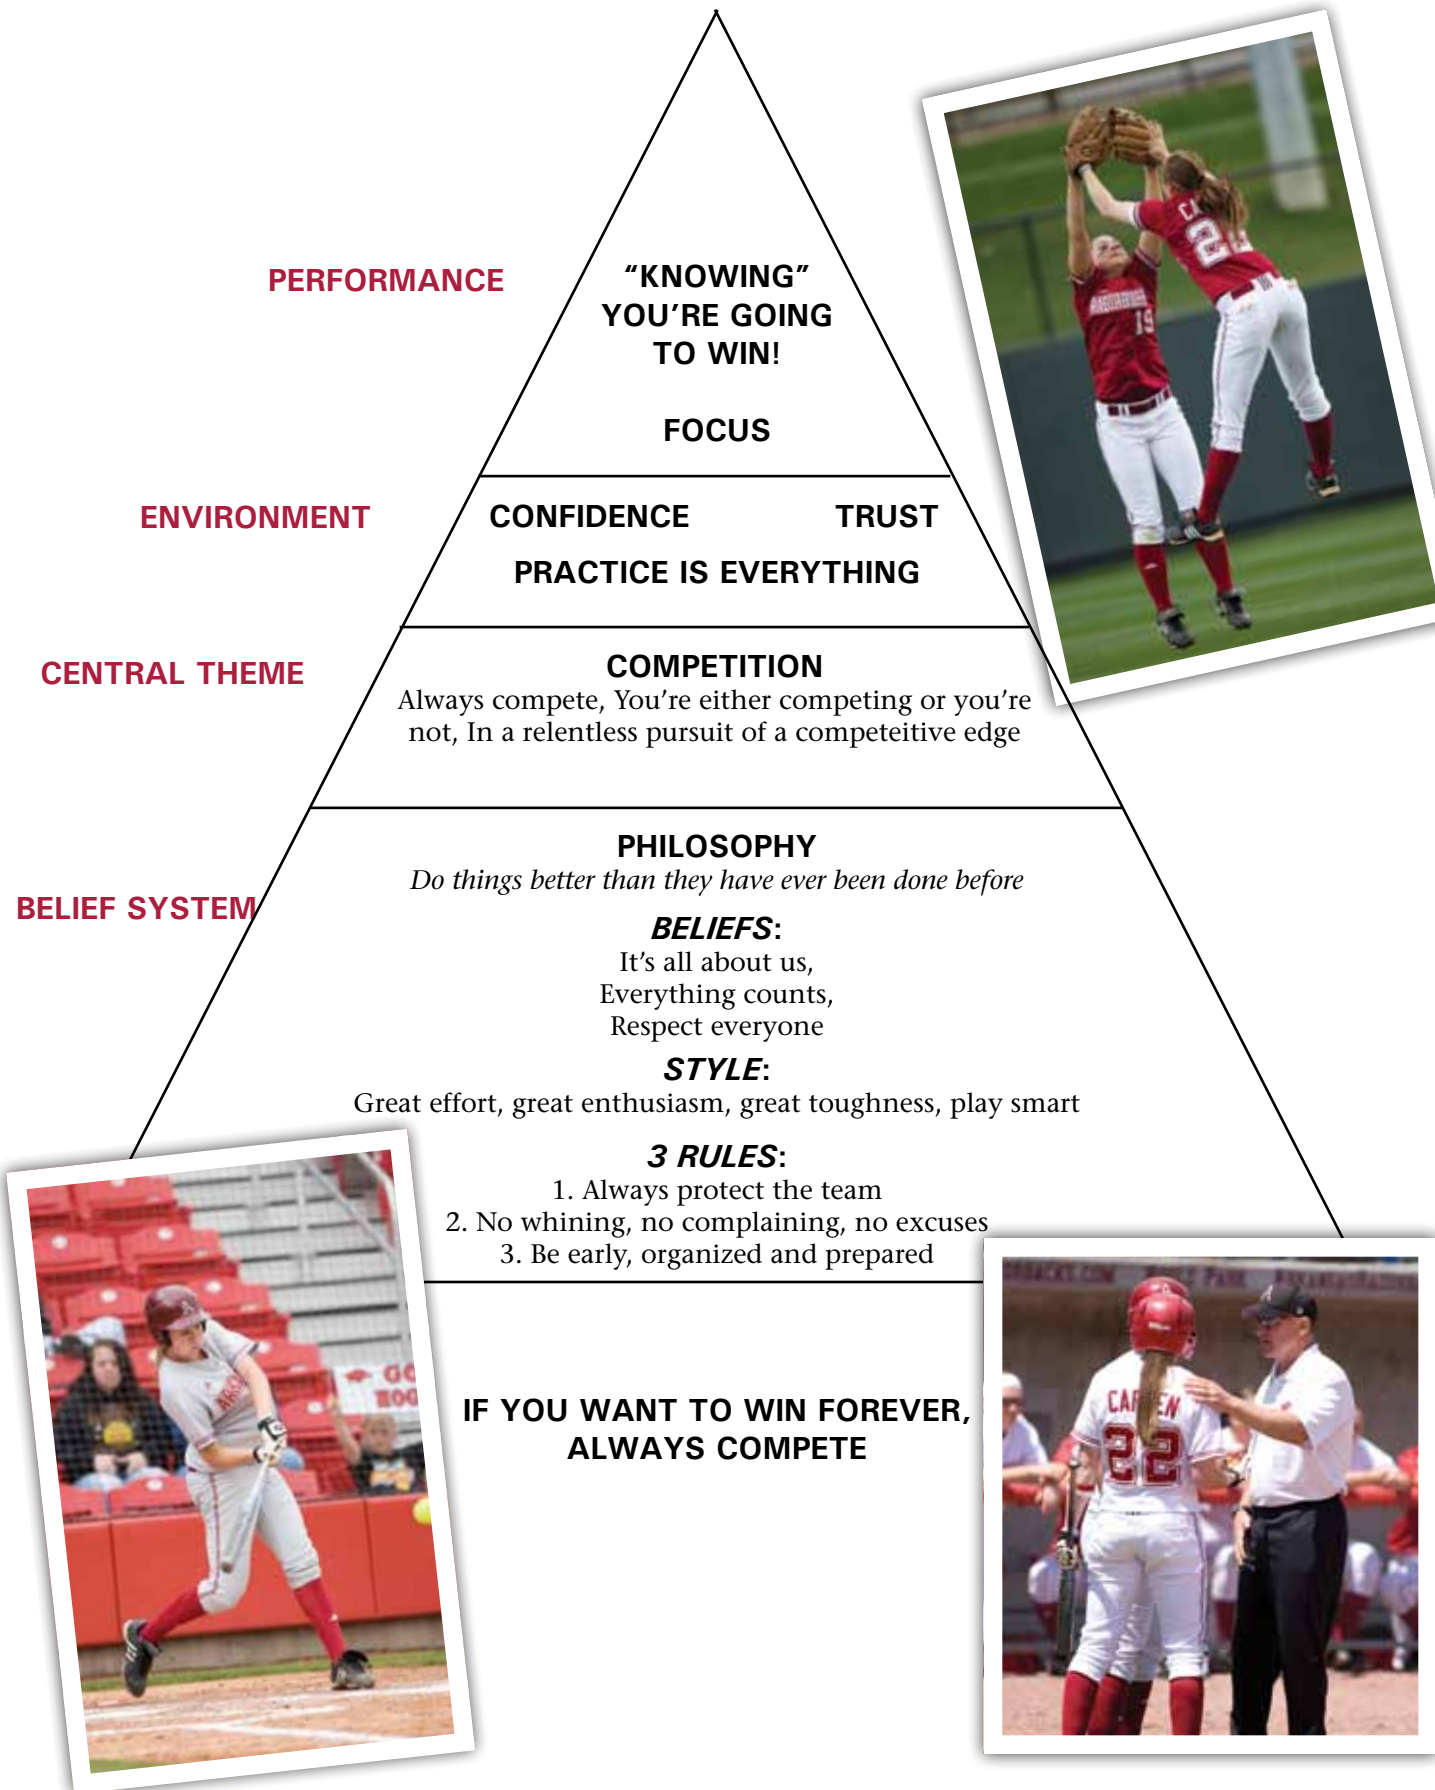 PERFORMANCE
“KNOWING”
YOU’RE GOING
TO WIN!
FOCUS
ENVIRONMENT
CONFIDENCE TRUST
PRACTICE IS EVERYTHING
CENTRAL THEME
COMPETITION
Always compete, You’re either competing or you’re
not, In a relentless pursuit of a competeitive edge
BELIEF SYSTEM
PHILOSOPHY
Do things better than they have ever been done before
BELIEFS:
It’s all about us,
Everything counts,
Respect everyone
STYLE:
Great effort, great enthusiasm, great toughness, play smart
3 RULES:
1. Always protect the team
2. No whining, no complaining, no excuses
3. Be early, organized and prepared
IF YOU WANT TO WIN FOREVER,
ALWAYS COMPETE
19
GO
22